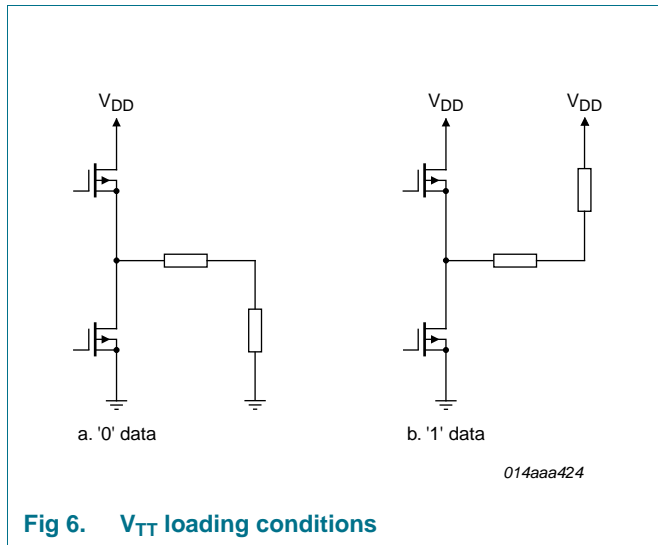 VDD
VDD
VDD
a. '0' data
b. '1' data
014aaa424
Fig 6. VTT loading conditions